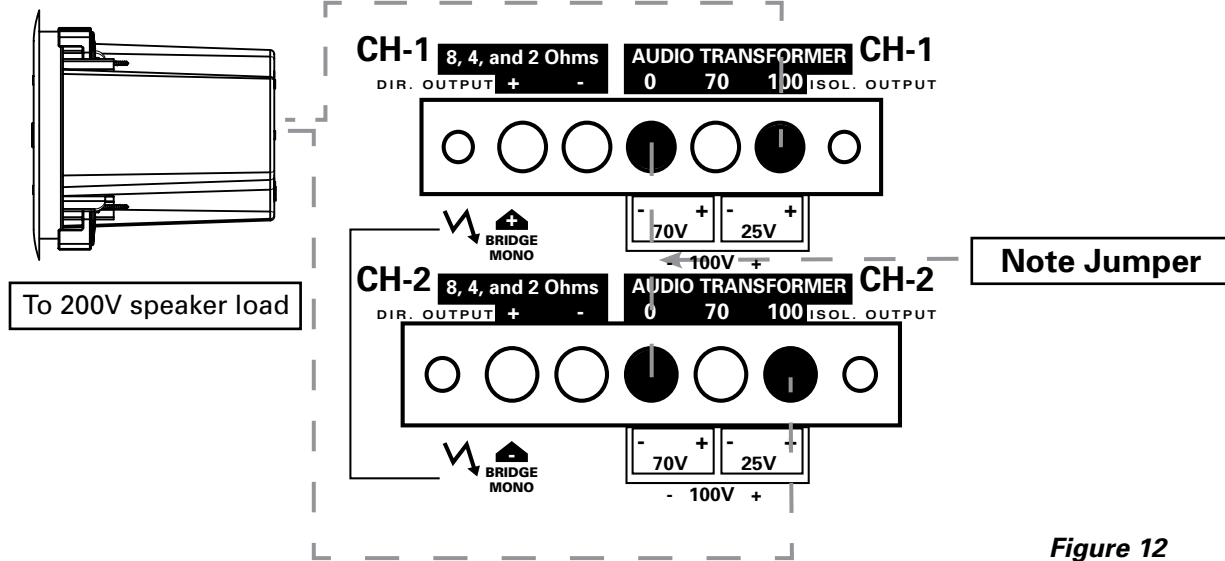 CH-1 8, 4, and 2 Ohms AUDIO TRANSFORMER CH-1
DIR. OUTPUT + - 0 70 100 ISOL. OUTPUT
- + - +
70V 25V
- 100V +
+
BRIDGE
MONO
Note Jumper
To 200V speaker load
CH-2 8, 4, and 2 Ohms AUDIO TRANSFORMER CH-2
DIR. OUTPUT + - 0 70 100 ISOL. OUTPUT
- + - +
70V 25V
- 100V +
-
BRIDGE
MONO
Figure 12